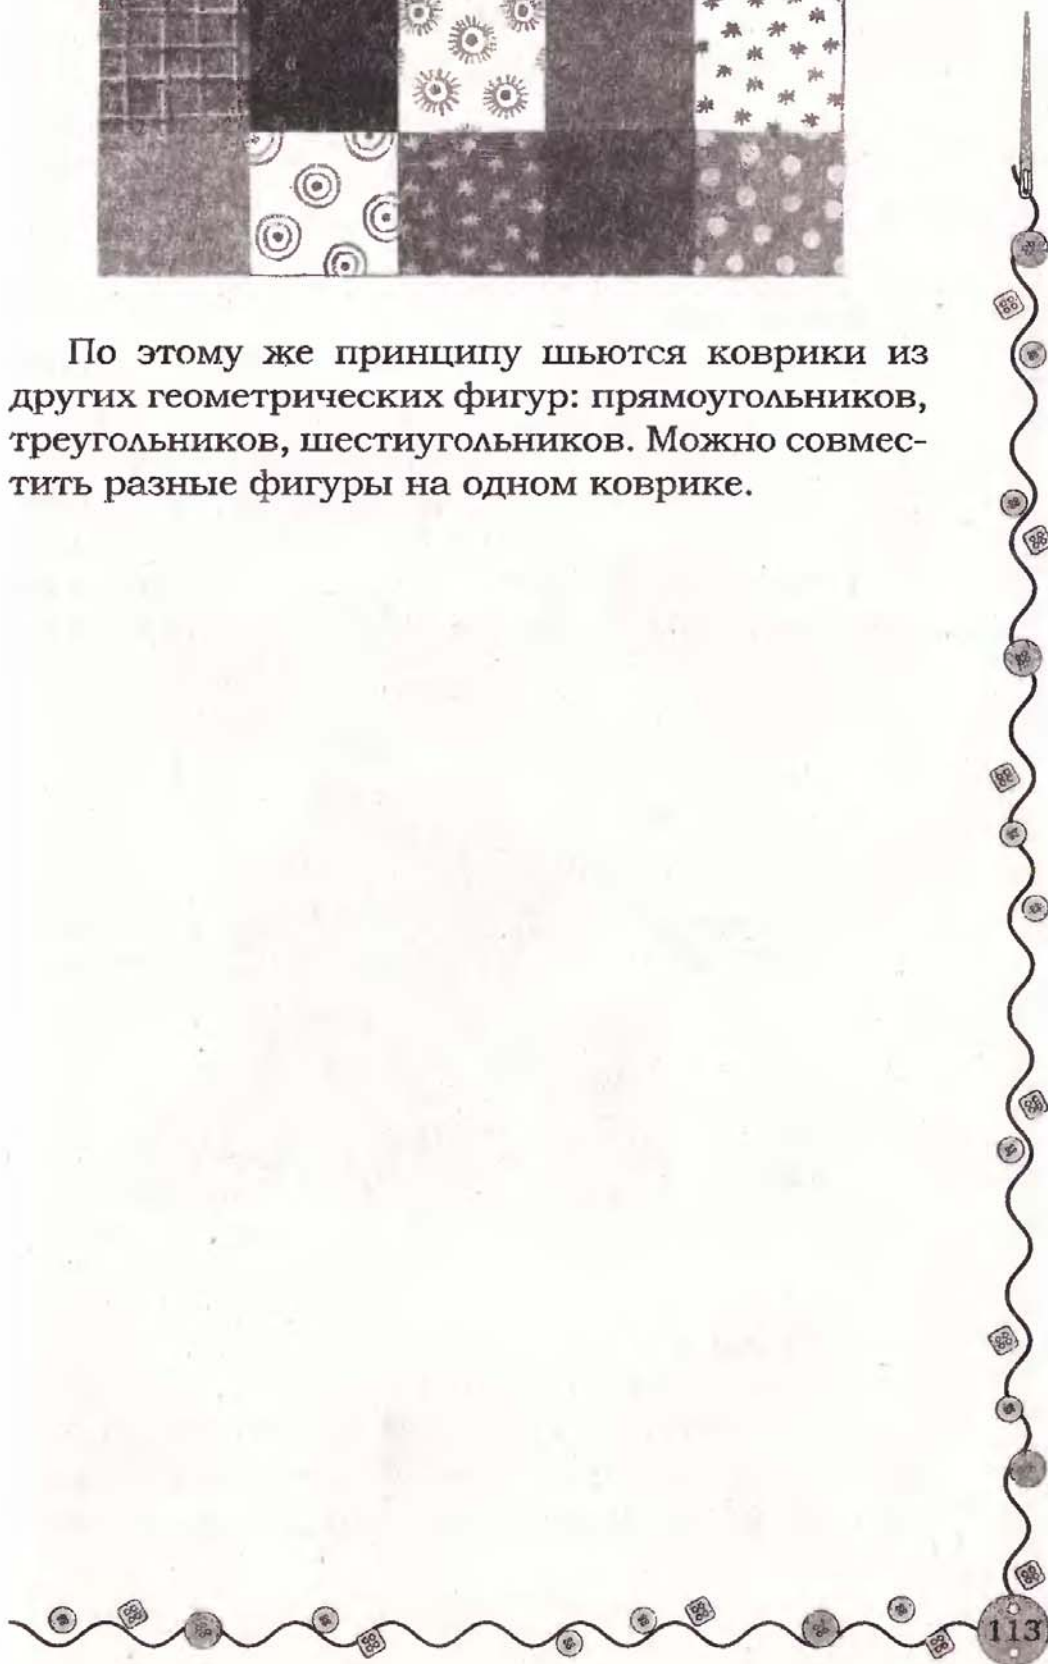 По этому же принципу шьются коврики из
других геометрических фигур: прямоугольников,
треугольников, шестиугольников. Можно совмес-
тить разные фигуры на одном коврике.
113